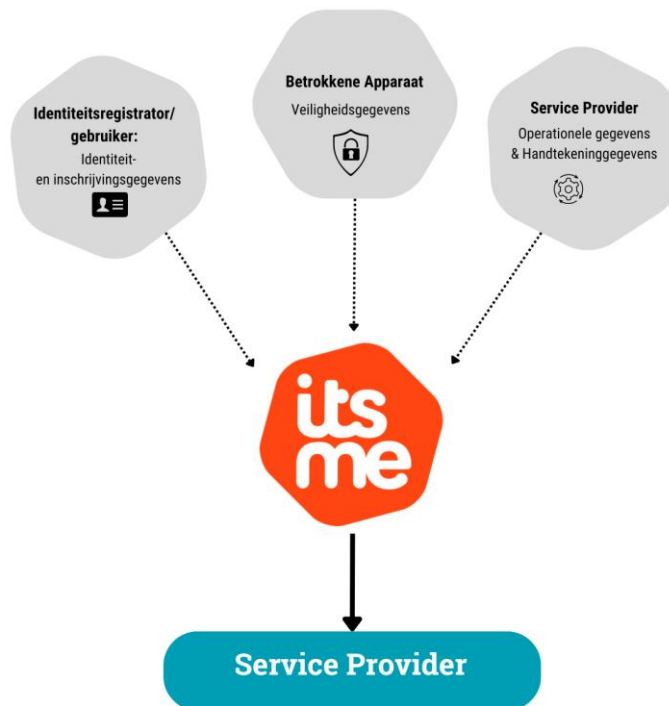 Identiteitsregistrator/
gebruiker:
Identiteit-
en inschrijvingsgegevens
Betrokkene Apparaat
Veiligheidsgegevens
Service Provider
Operationele gegevens
& Handtekeninggegevens
its
me
Service Provider